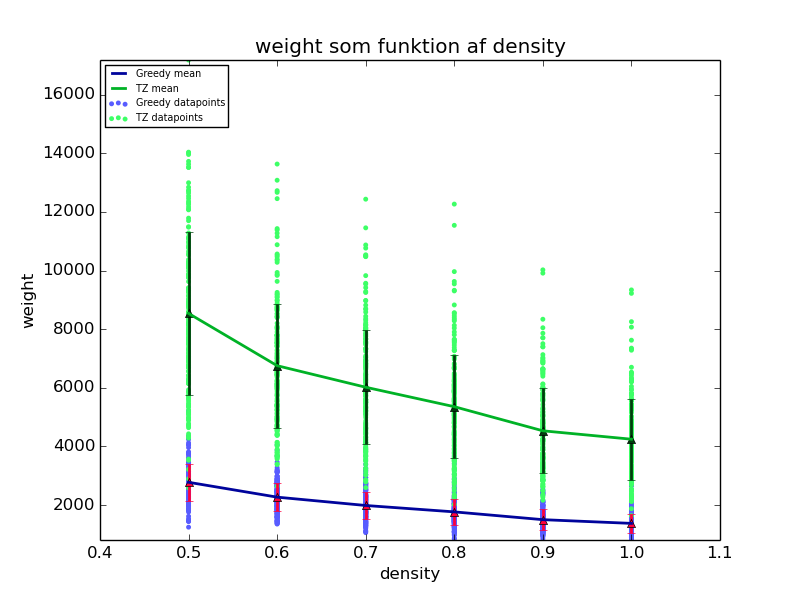 weight som funktion af density
Greedy mean
TZ mean
Greedy datapoints
TZ datapoints
16000
14000
12000
10000
8000
6000
4000
2000
weight
0.4 0.5 0.6 0.7 0.8 0.9 1.0 1.1
density